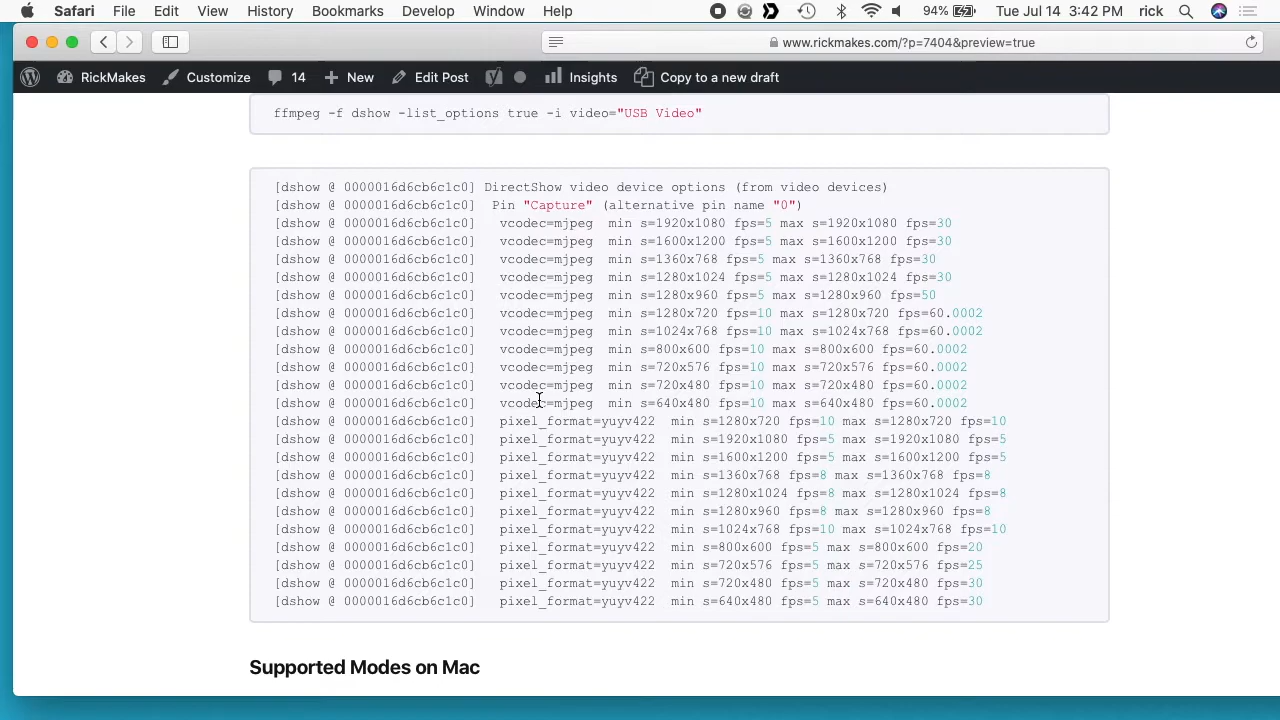 Safari File Edit View History Bookmarks Develop Window Help 94% Tue Jul 14 3:42 PM rick
www.rickmakes.com/?p=7404&preview=true
RickMakes Customize 14 New Edit Post Insights Copy to a new draft
ffmpeg -f dshow -list_options true -i video="USB Video"
[dshow @ 0000016d6cb6c1c0] DirectShow video device options (from video devices)
[dshow @ 0000016d6cb6c1c0]  Pin "Capture" (alternative pin name "0")
[dshow @ 0000016d6cb6c1c0]   vcodec=mjpeg  min s=1920x1080 fps=5 max s=1920x1080 fps=30
[dshow @ 0000016d6cb6c1c0]   vcodec=mjpeg  min s=1600x1200 fps=5 max s=1600x1200 fps=30
[dshow @ 0000016d6cb6c1c0]   vcodec=mjpeg  min s=1360x768 fps=5 max s=1360x768 fps=30
[dshow @ 0000016d6cb6c1c0]   vcodec=mjpeg  min s=1280x1024 fps=5 max s=1280x1024 fps=30
[dshow @ 0000016d6cb6c1c0]   vcodec=mjpeg  min s=1280x960 fps=5 max s=1280x960 fps=50
[dshow @ 0000016d6cb6c1c0]   vcodec=mjpeg  min s=1280x720 fps=10 max s=1280x720 fps=60.0002
[dshow @ 0000016d6cb6c1c0]   vcodec=mjpeg  min s=1024x768 fps=10 max s=1024x768 fps=60.0002
[dshow @ 0000016d6cb6c1c0]   vcodec=mjpeg  min s=800x600 fps=10 max s=800x600 fps=60.0002
[dshow @ 0000016d6cb6c1c0]   vcodec=mjpeg  min s=720x576 fps=10 max s=720x576 fps=60.0002
[dshow @ 0000016d6cb6c1c0]   vcodec=mjpeg  min s=720x480 fps=10 max s=720x480 fps=60.0002
[dshow @ 0000016d6cb6c1c0]   vcodec=mjpeg  min s=640x480 fps=10 max s=640x480 fps=60.0002
[dshow @ 0000016d6cb6c1c0]   pixel_format=yuyv422  min s=1280x720 fps=10 max s=1280x720 fps=10
[dshow @ 0000016d6cb6c1c0]   pixel_format=yuyv422  min s=1920x1080 fps=5 max s=1920x1080 fps=5
[dshow @ 0000016d6cb6c1c0]   pixel_format=yuyv422  min s=1600x1200 fps=5 max s=1600x1200 fps=5
[dshow @ 0000016d6cb6c1c0]   pixel_format=yuyv422  min s=1360x768 fps=8 max s=1360x768 fps=8
[dshow @ 0000016d6cb6c1c0]   pixel_format=yuyv422  min s=1280x1024 fps=8 max s=1280x1024 fps=8
[dshow @ 0000016d6cb6c1c0]   pixel_format=yuyv422  min s=1280x960 fps=8 max s=1280x960 fps=8
[dshow @ 0000016d6cb6c1c0]   pixel_format=yuyv422  min s=1024x768 fps=10 max s=1024x768 fps=10
[dshow @ 0000016d6cb6c1c0]   pixel_format=yuyv422  min s=800x600 fps=5 max s=800x600 fps=20
[dshow @ 0000016d6cb6c1c0]   pixel_format=yuyv422  min s=720x576 fps=5 max s=720x576 fps=25
[dshow @ 0000016d6cb6c1c0]   pixel_format=yuyv422  min s=720x480 fps=5 max s=720x480 fps=30
[dshow @ 0000016d6cb6c1c0]   pixel_format=yuyv422  min s=640x480 fps=5 max s=640x480 fps=30
Supported Modes on Mac